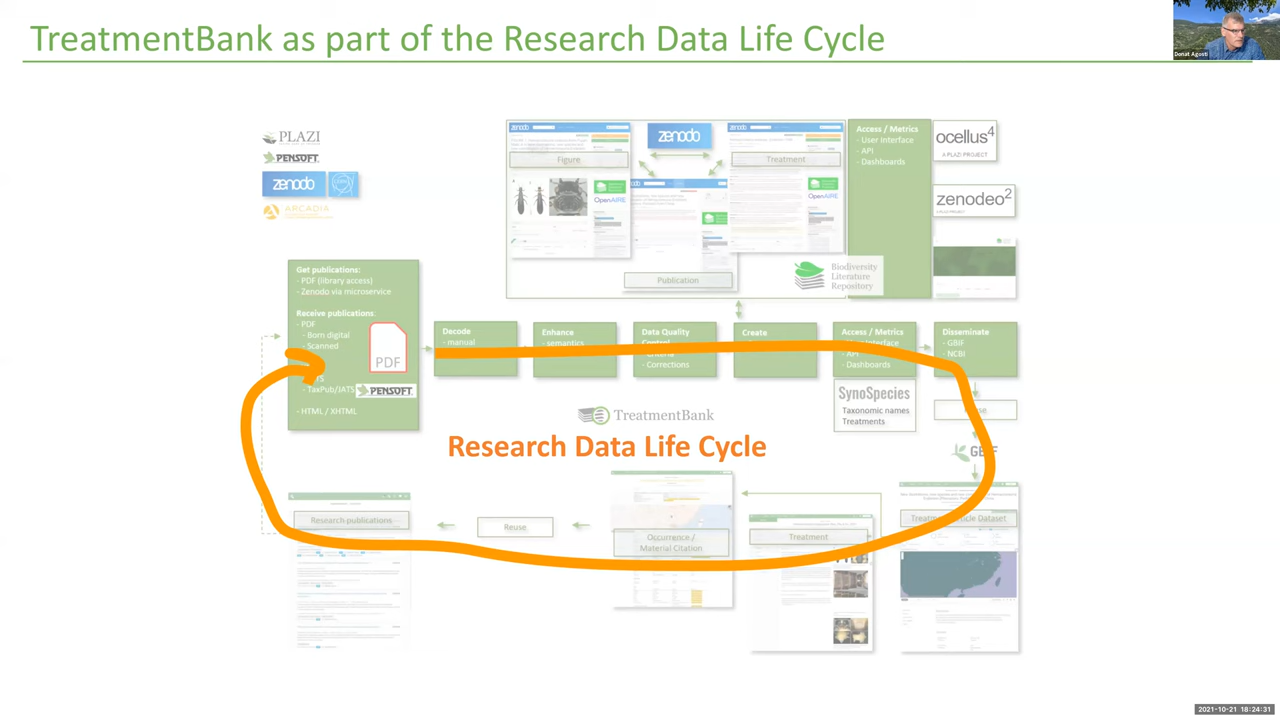 TreatmentBank as part of the Research Data Life Cycle
Donat Agosti
PLAZI
PENSOFT
zenodo
ARCADIA
zenodo
Figure
Treatment
OpenAIRE
OpenAIRE
Publication
Biodiversity
Literature
Repository
Access / Metrics
- User Interface
- API
- Dashboards
ocellus4
A PLAZI PROJECT
zenodeo2
A PLAZI PROJECT
Get publications:
- PDF (library access)
- Zenodo via microservice
Receive publications:
- PDF
- Born digital
- Scanned
- TaxPub/JATS
- HTML / XHTML
PDF
PENSOFT
Decode
- manual
Enhance
- semantics
Data Quality
Control
- Criteria
- Corrections
Create
Access / Metrics
- API
- Dashboards
SynoSpecies
Taxonomic names
Treatments
Disseminate
- GBIF
- NCBI
TreatmentBank
Research Data Life Cycle
Research publications
Reuse
Occurrence /
Material Citation
Treatment
Dataset
2021-10-21 18:24:31